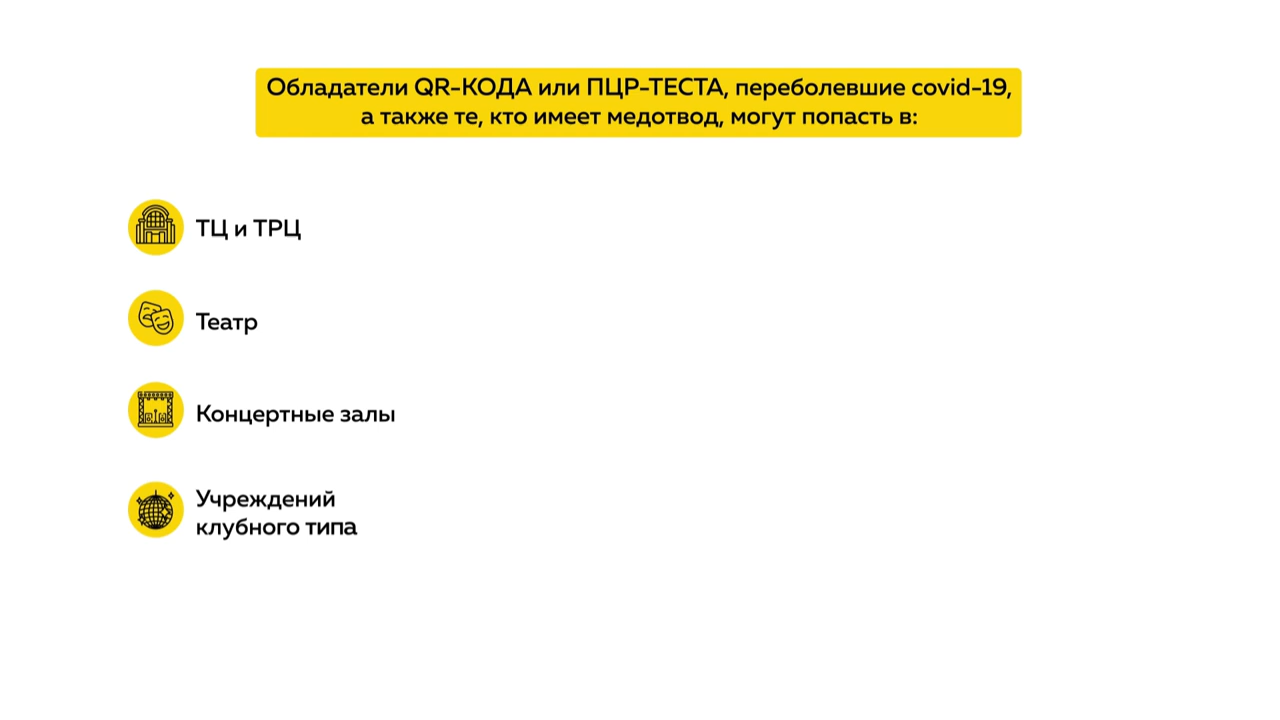 Обладатели QR-КОДА или ПЦР-ТЕСТА, переболевшие covid-19,
а также те, кто имеет медотвод, могут попасть в:
ТЦ и ТРЦ
Театр
Концертные залы
Учреждений
клубного типа